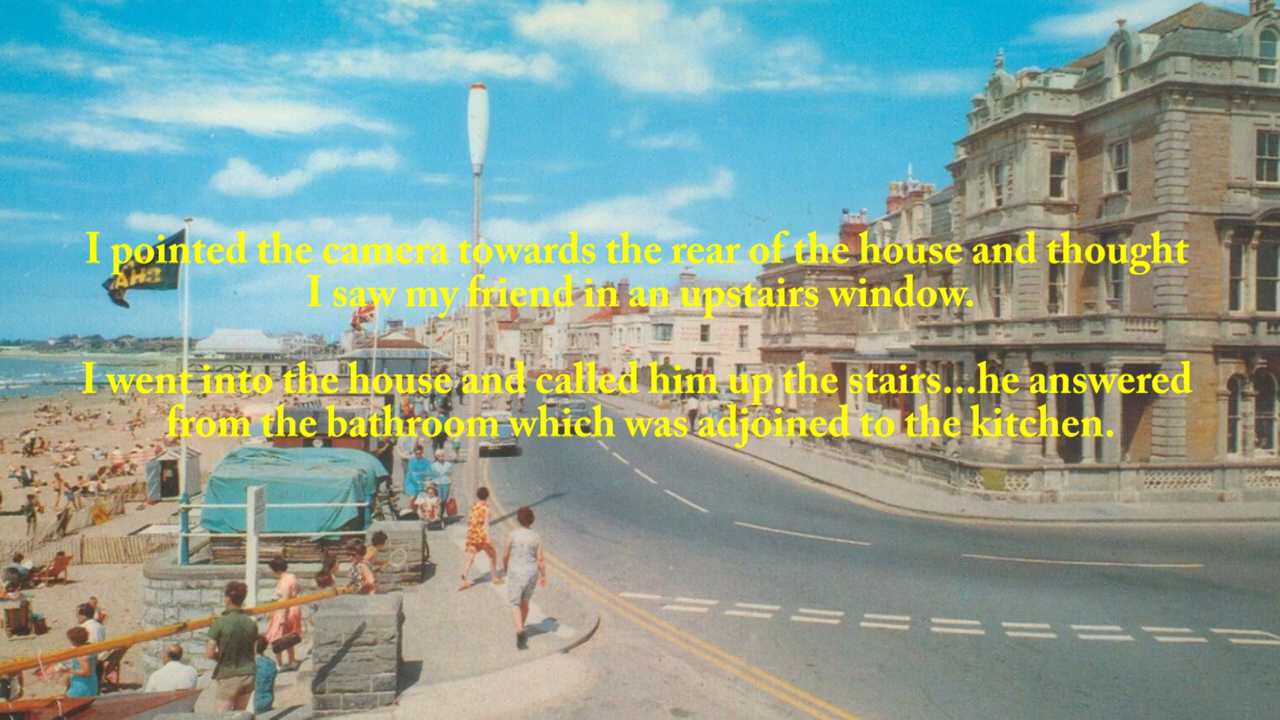 I pointed the camera towards the rear of the house and thought
I saw my friend in an upstairs window.
I went into the house and called him up the stairs...he answered
from the bathroom which was adjoined to the kitchen.